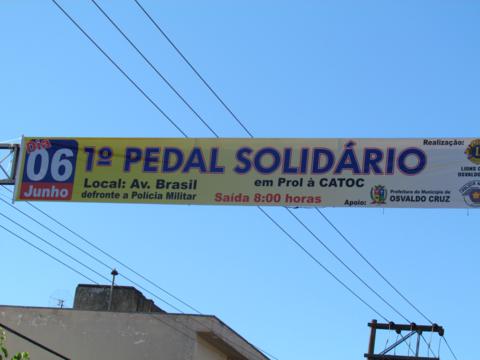 Dia
06
Junho
1º PEDAL SOLIDÁRIO
Local: Av. Brasil
defronte a Polícia Militar
em Prol à CATOC
Saída 8:00 horas
Realização:
LIONS
Apoio:
Prefeitura do Município de
OSVALDO CRUZ